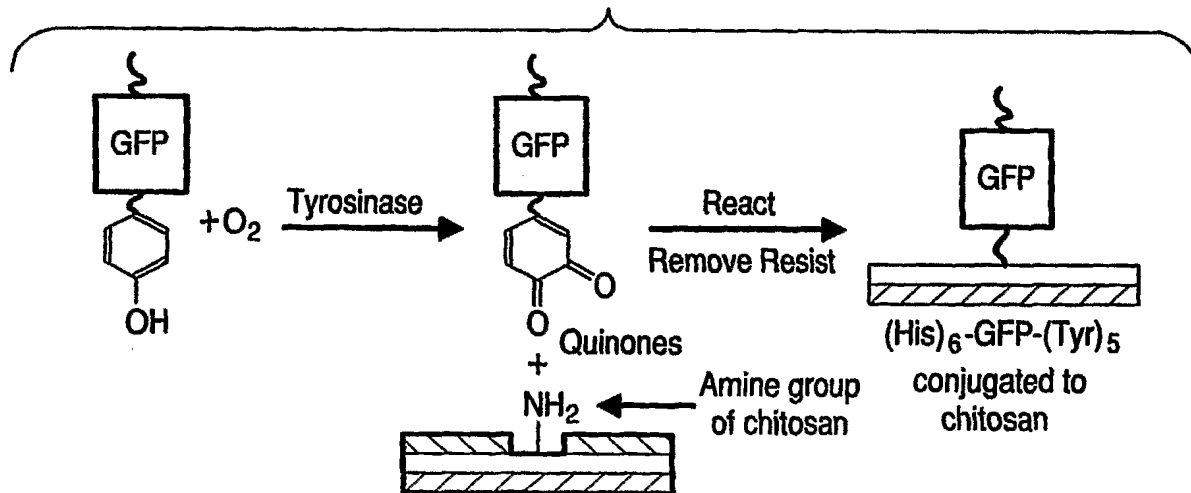 GFP
+O₂
OH
Tyrosinase
GFP
O
O
Quinones
+
NH₂
Amine group
of chitosan
React
Remove Resist
GFP
(His)₆-GFP-(Tyr)₅
conjugated to
chitosan